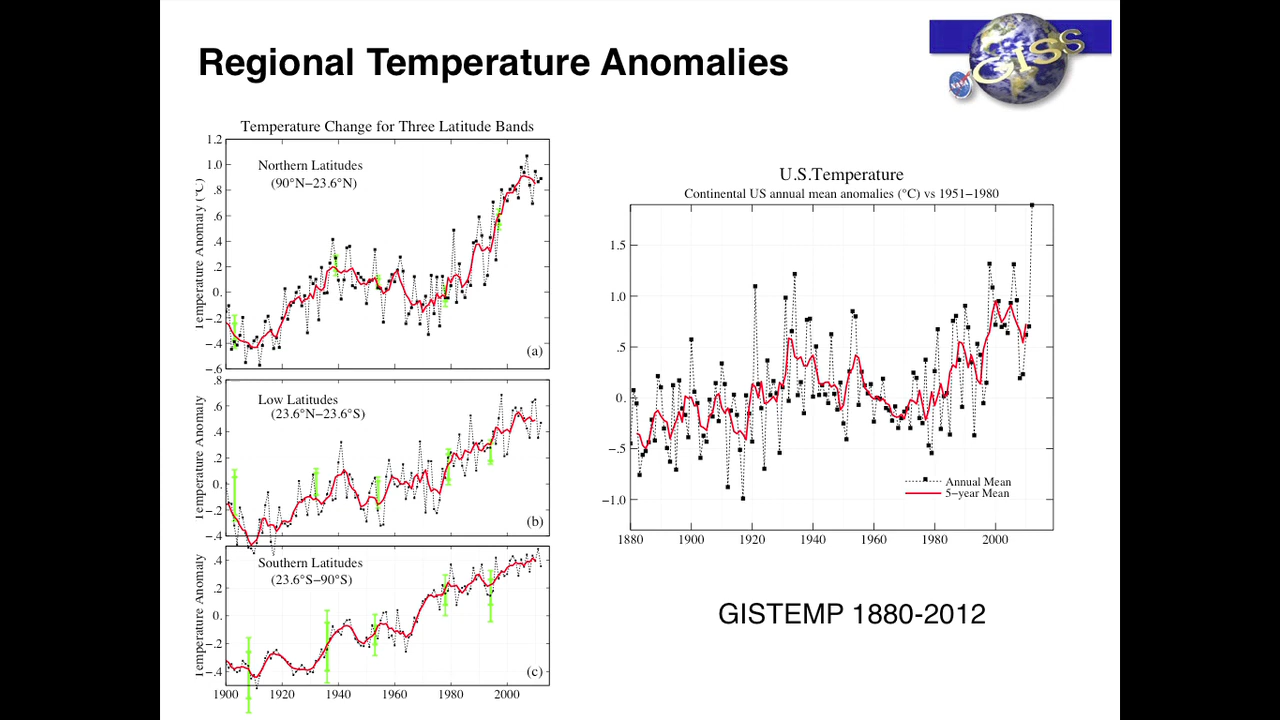 Regional Temperature Anomalies
GISS
NASA
Temperature Change for Three Latitude Bands
1.2
1.0
.8
.6
.4
.2
0.
−.2
−.4
−.6
Temperature Anomaly (°C)
Northern Latitudes
(90°N−23.6°N)
(a)
.8
.6
.4
.2
0.
−.2
−.4
Temperature Anomaly
Low Latitudes
(23.6°N−23.6°S)
(b)
.4
.2
0.
−.2
−.4
Temperature Anomaly
Southern Latitudes
(23.6°S−90°S)
(c)
1900 1920 1940 1960 1980 2000
U.S.Temperature
Continental US annual mean anomalies (°C) vs 1951−1980
1.5
1.0
.5
0.
−.5
−1.0
Annual Mean
5−year Mean
1880 1900 1920 1940 1960 1980 2000
GISTEMP 1880-2012